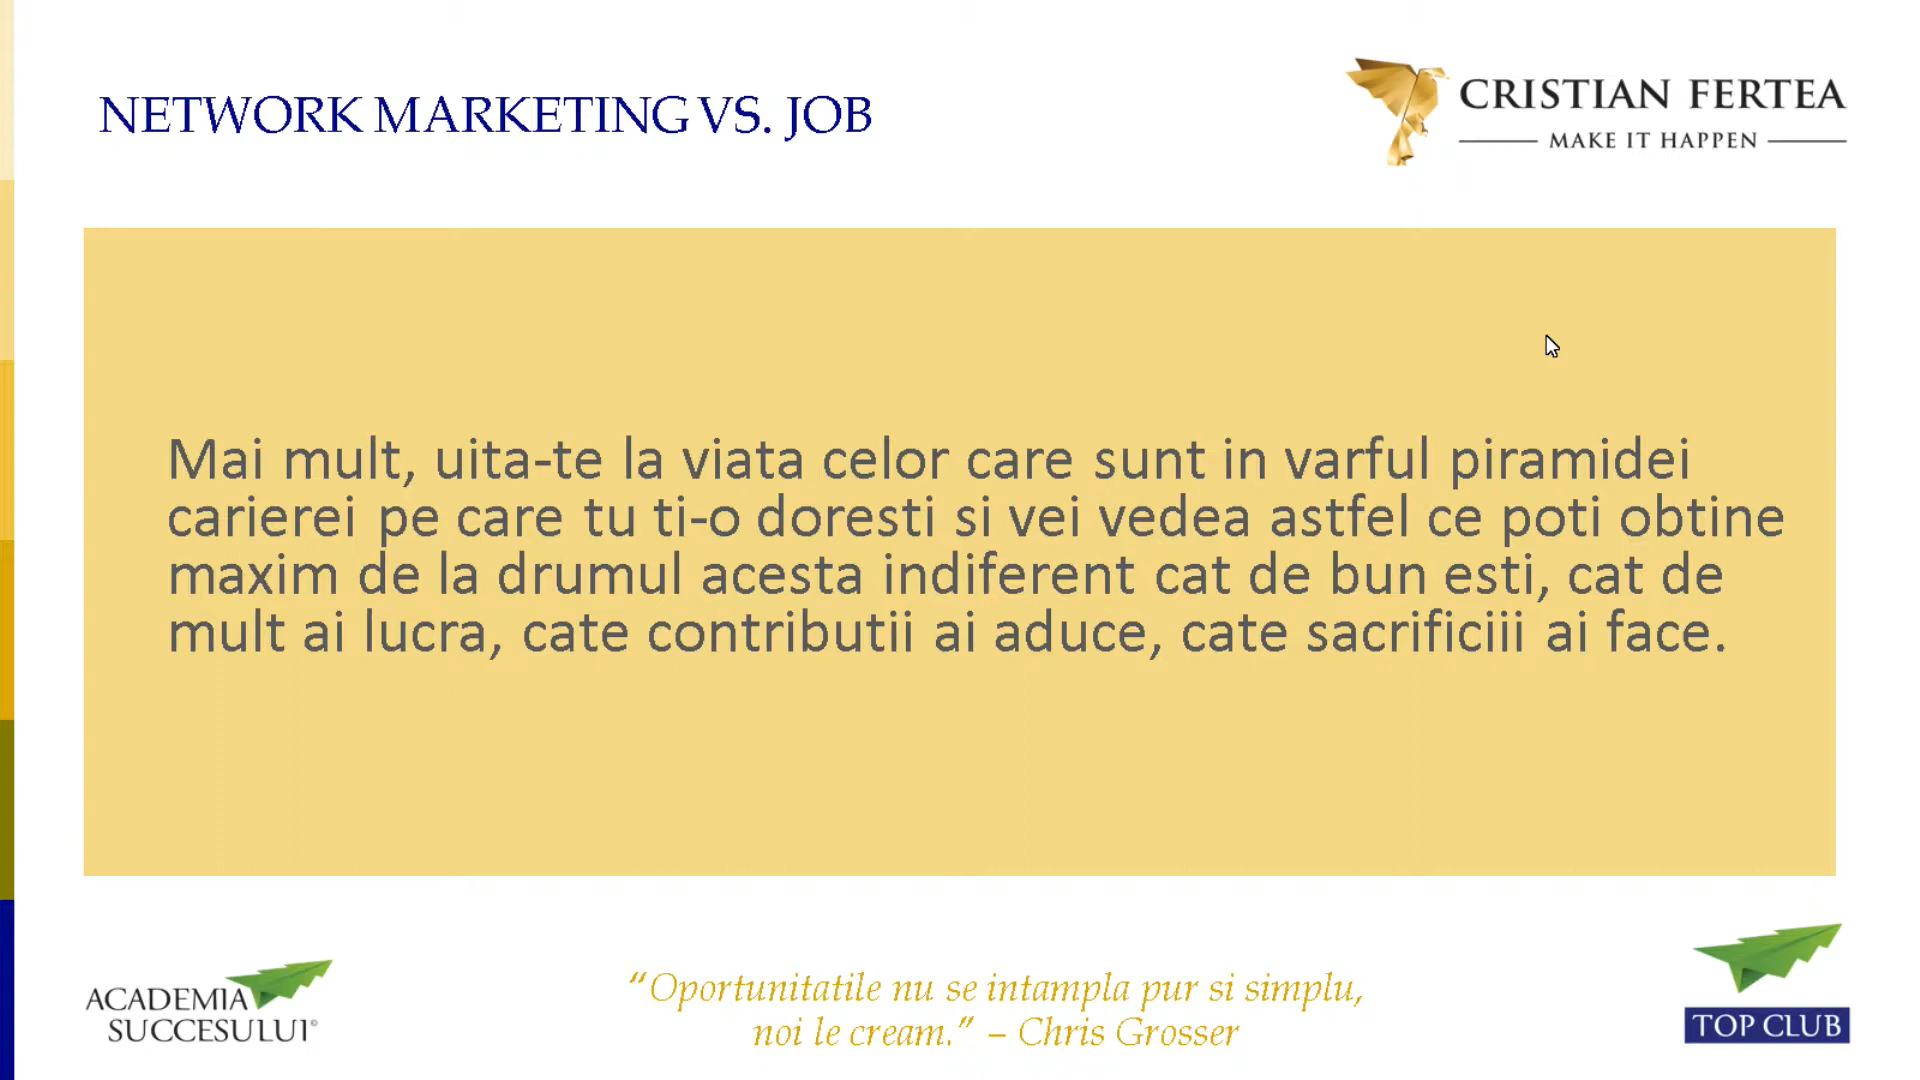 NETWORK MARKETING VS. JOB
CRISTIAN FERTEA
MAKE IT HAPPEN
Mai mult, uita-te la viata celor care sunt in varful piramidei
carierei pe care tu ti-o doresti si vei vedea astfel ce poti obtine
maxim de la drumul acesta indiferent cat de bun esti, cat de
mult ai lucra, cate contributii ai aduce, cate sacrificiii ai face.
ACADEMIA
SUCCESULUI©
“Oportunitatile nu se intampla pur si simplu,
noi le cream.” – Chris Grosser
TOP CLUB